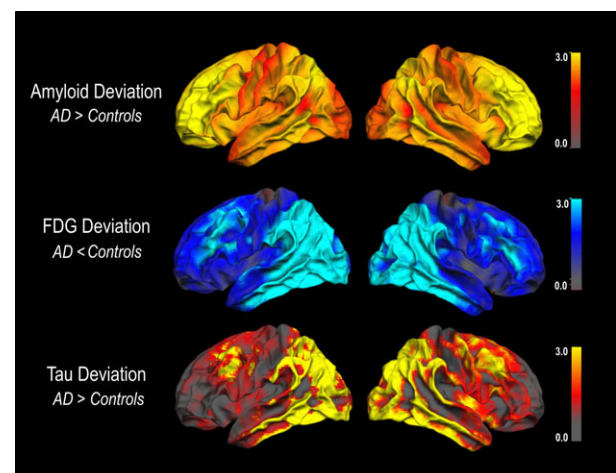 Amyloid Deviation
AD > Controls
3.0
0.0
FDG Deviation
AD < Controls
3.0
0.0
Tau Deviation
AD > Controls
3.0
0.0